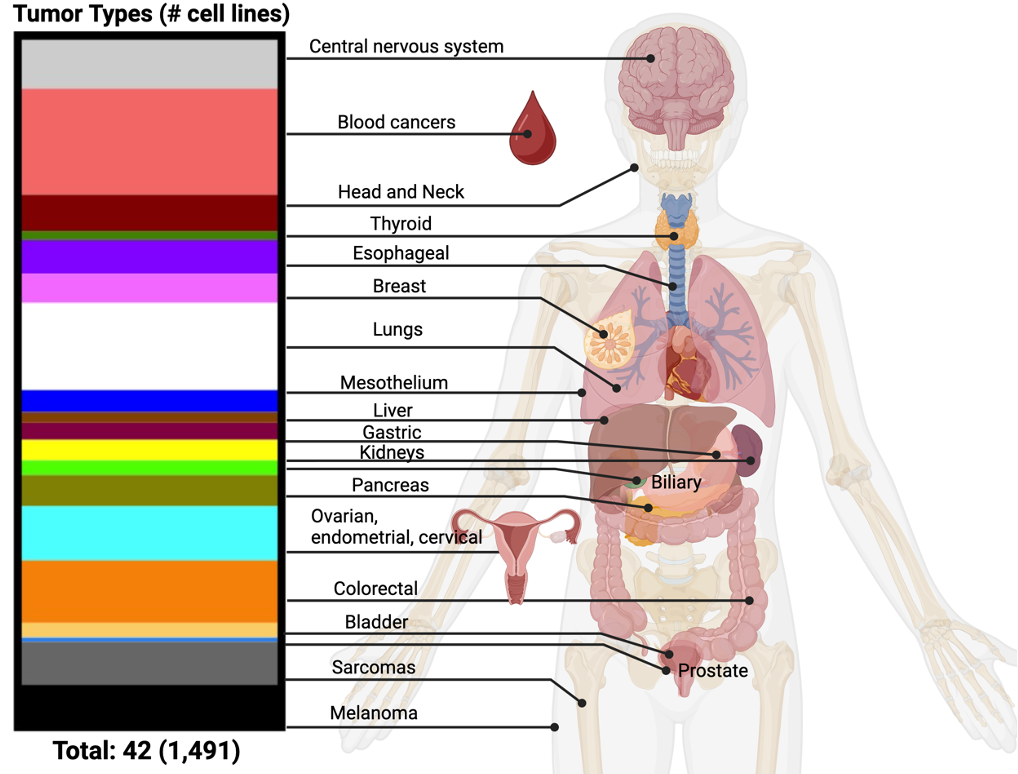 Tumor Types (# cell lines)
Central nervous system
Blood cancers
Head and Neck
Thyroid
Esophageal
Breast
Lungs
Mesothelium
Liver
Gastric
Kidneys
Biliary
Pancreas
Ovarian,
endometrial, cervical
Colorectal
Bladder
Prostate
Sarcomas
Melanoma
Total: 42 (1,491)